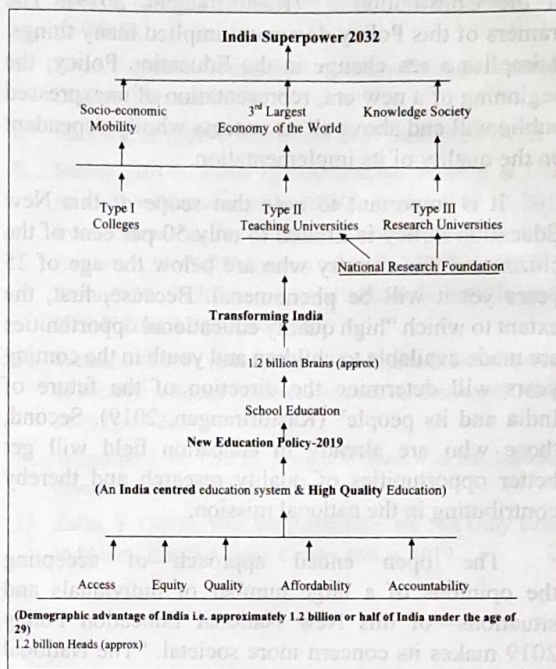 India Superpower-2032
Socio-economic Mobility
2nd Largest Economy of the World
Knowledge Society
Type I Colleges
Type II Teaching Universities
Type III Research Universities
National Research Foundation
Transforming India
1.2 billion Brains (approx)
School Education
New Education Policy-2019
(An India centred education system & High Quality Education)
Access Equity Quality Affordability Accountability
(Demographic advantage of India i.e. approximately 1.2 billion or half of India under the age of
29)
1.2 billion Heads (approx)